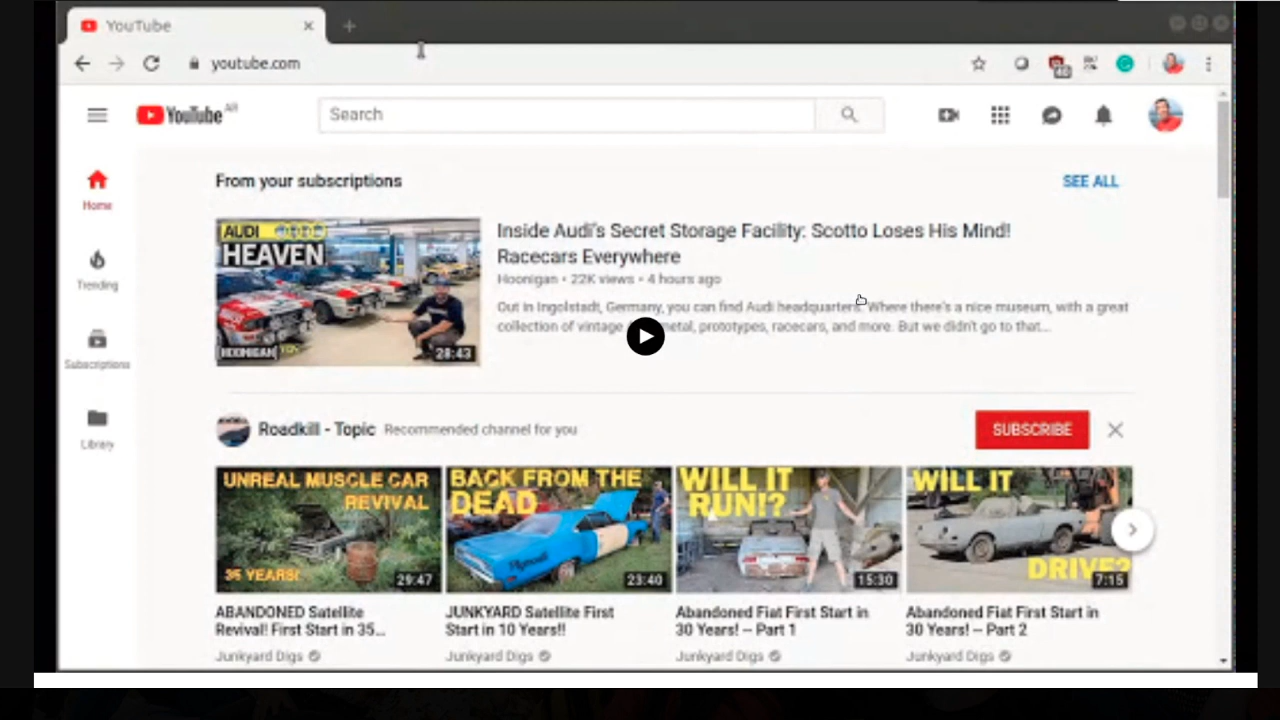 YouTube
youtube.com
YouTube AR
Search
From your subscriptions
SEE ALL
Home
AUDI
HEAVEN
HOONIGAN
28:43
Inside Audi's Secret Storage Facility: Scotto Loses His Mind!
Racecars Everywhere
Hoonigan • 22K views • 4 hours ago
Out in Ingolstadt, Germany, you can find Audi headquarters. Where there's a nice museum, with a great
collection of vintage metal, prototypes, racecars, and more. But we didn't go to that...
Trending
Subscriptions
Library
Roadkill - Topic Recommended channel for you
SUBSCRIBE
UNREAL MUSCLE CAR
REVIVAL
35 YEARS!
29:47
BACK FROM THE
DEAD
Plymouth
23:40
WILL IT
RUN!?
15:30
WILL IT
DRIVE?
7:15
ABANDONED Satellite
Revival! First Start in 35...
Junkyard Digs
JUNKYARD Satellite First
Start in 10 Years!!
Junkyard Digs
Abandoned Fiat First Start in
30 Years! -- Part 1
Junkyard Digs
Abandoned Fiat First Start in
30 Years! -- Part 2
Junkyard Digs